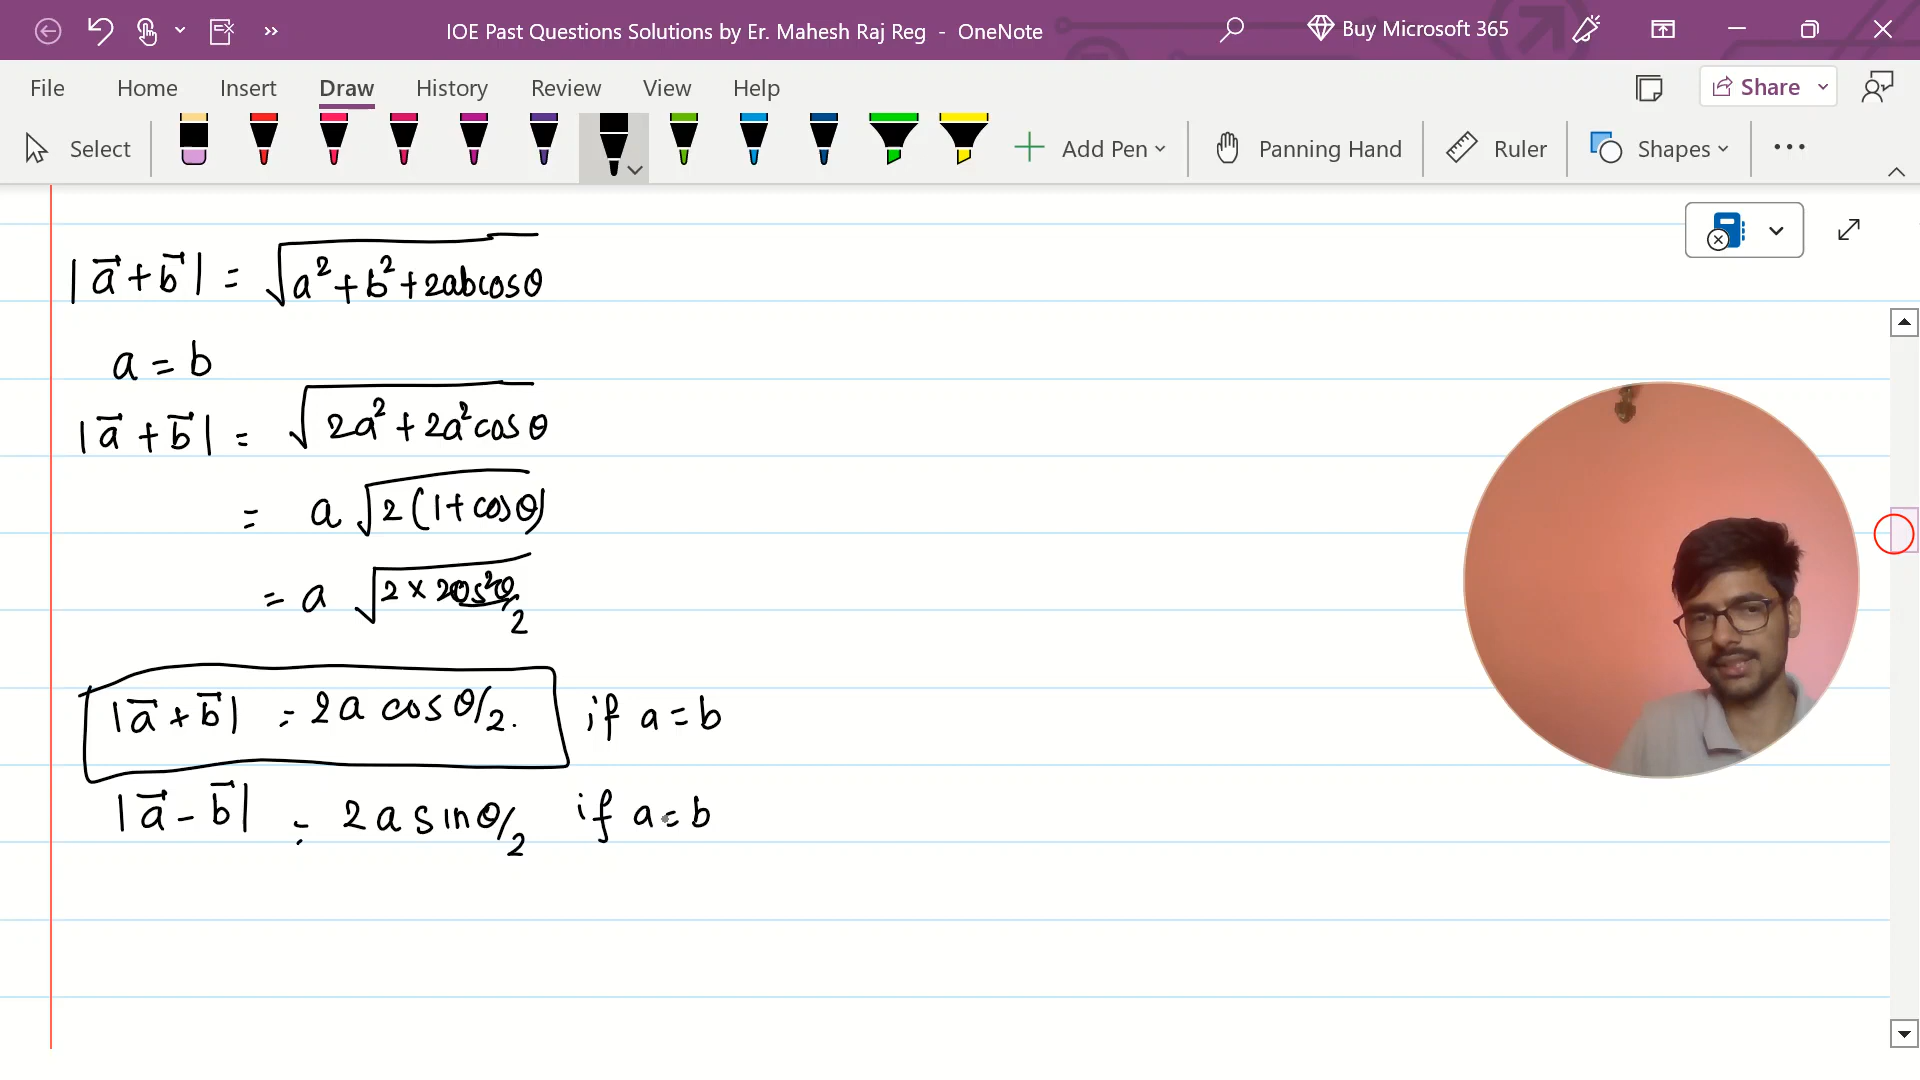 IOE Past Questions Solutions by Er. Mahesh Raj Reg - OneNote
Buy Microsoft 365
File Home Insert Draw History Review View Help
Share
Select
Add Pen
Panning Hand
Ruler
Shapes
|a⃗ + b⃗| = √(a² + b² + 2abcosθ)
a = b
|a⃗ + b⃗| = √(2a² + 2a²cosθ)
= a √(2(1 + cosθ))
= a √(2 × 2cos²θ/2)
|a⃗ + b⃗| = 2a cosθ/2. if a = b
|a⃗ - b⃗| = 2a sinθ/2 if a = b